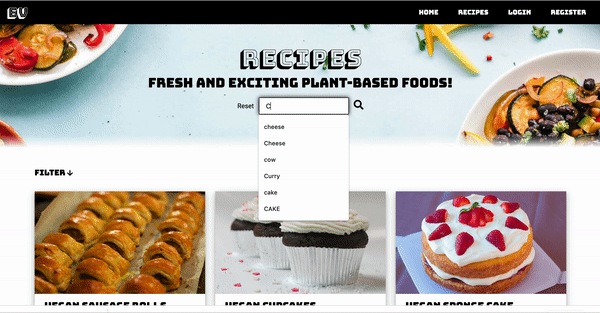 EV
HOME RECIPES LOGIN REGISTER
RECIPES
FRESH AND EXCITING PLANT-BASED FOODS!
Reset C
cheese
Cheese
cow
Curry
cake
CAKE
FILTER
VEGAN SAUSAGE ROLLS VEGAN CUPCAKES VEGAN SPONGE CAKE